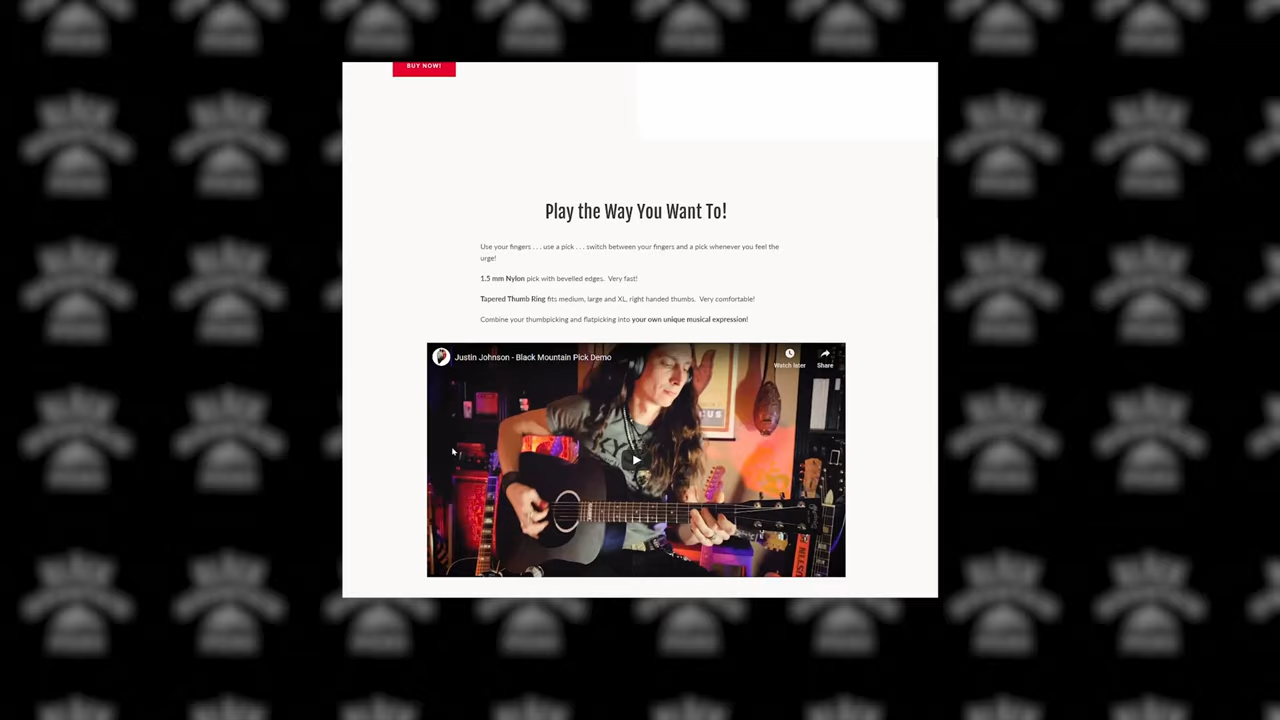 BUY NOW!
Play the Way You Want To!
Use your fingers . . . use a pick . . . switch between your fingers and a pick whenever you feel the
urge!
1.5 mm Nylon pick with bevelled edges. Very fast!
Tapered Thumb Ring fits medium, large and XL, right handed thumbs. Very comfortable!
Combine your thumbpicking and flatpicking into your own unique musical expression!
Justin Johnson - Black Mountain Pick Demo
Watch later
Share